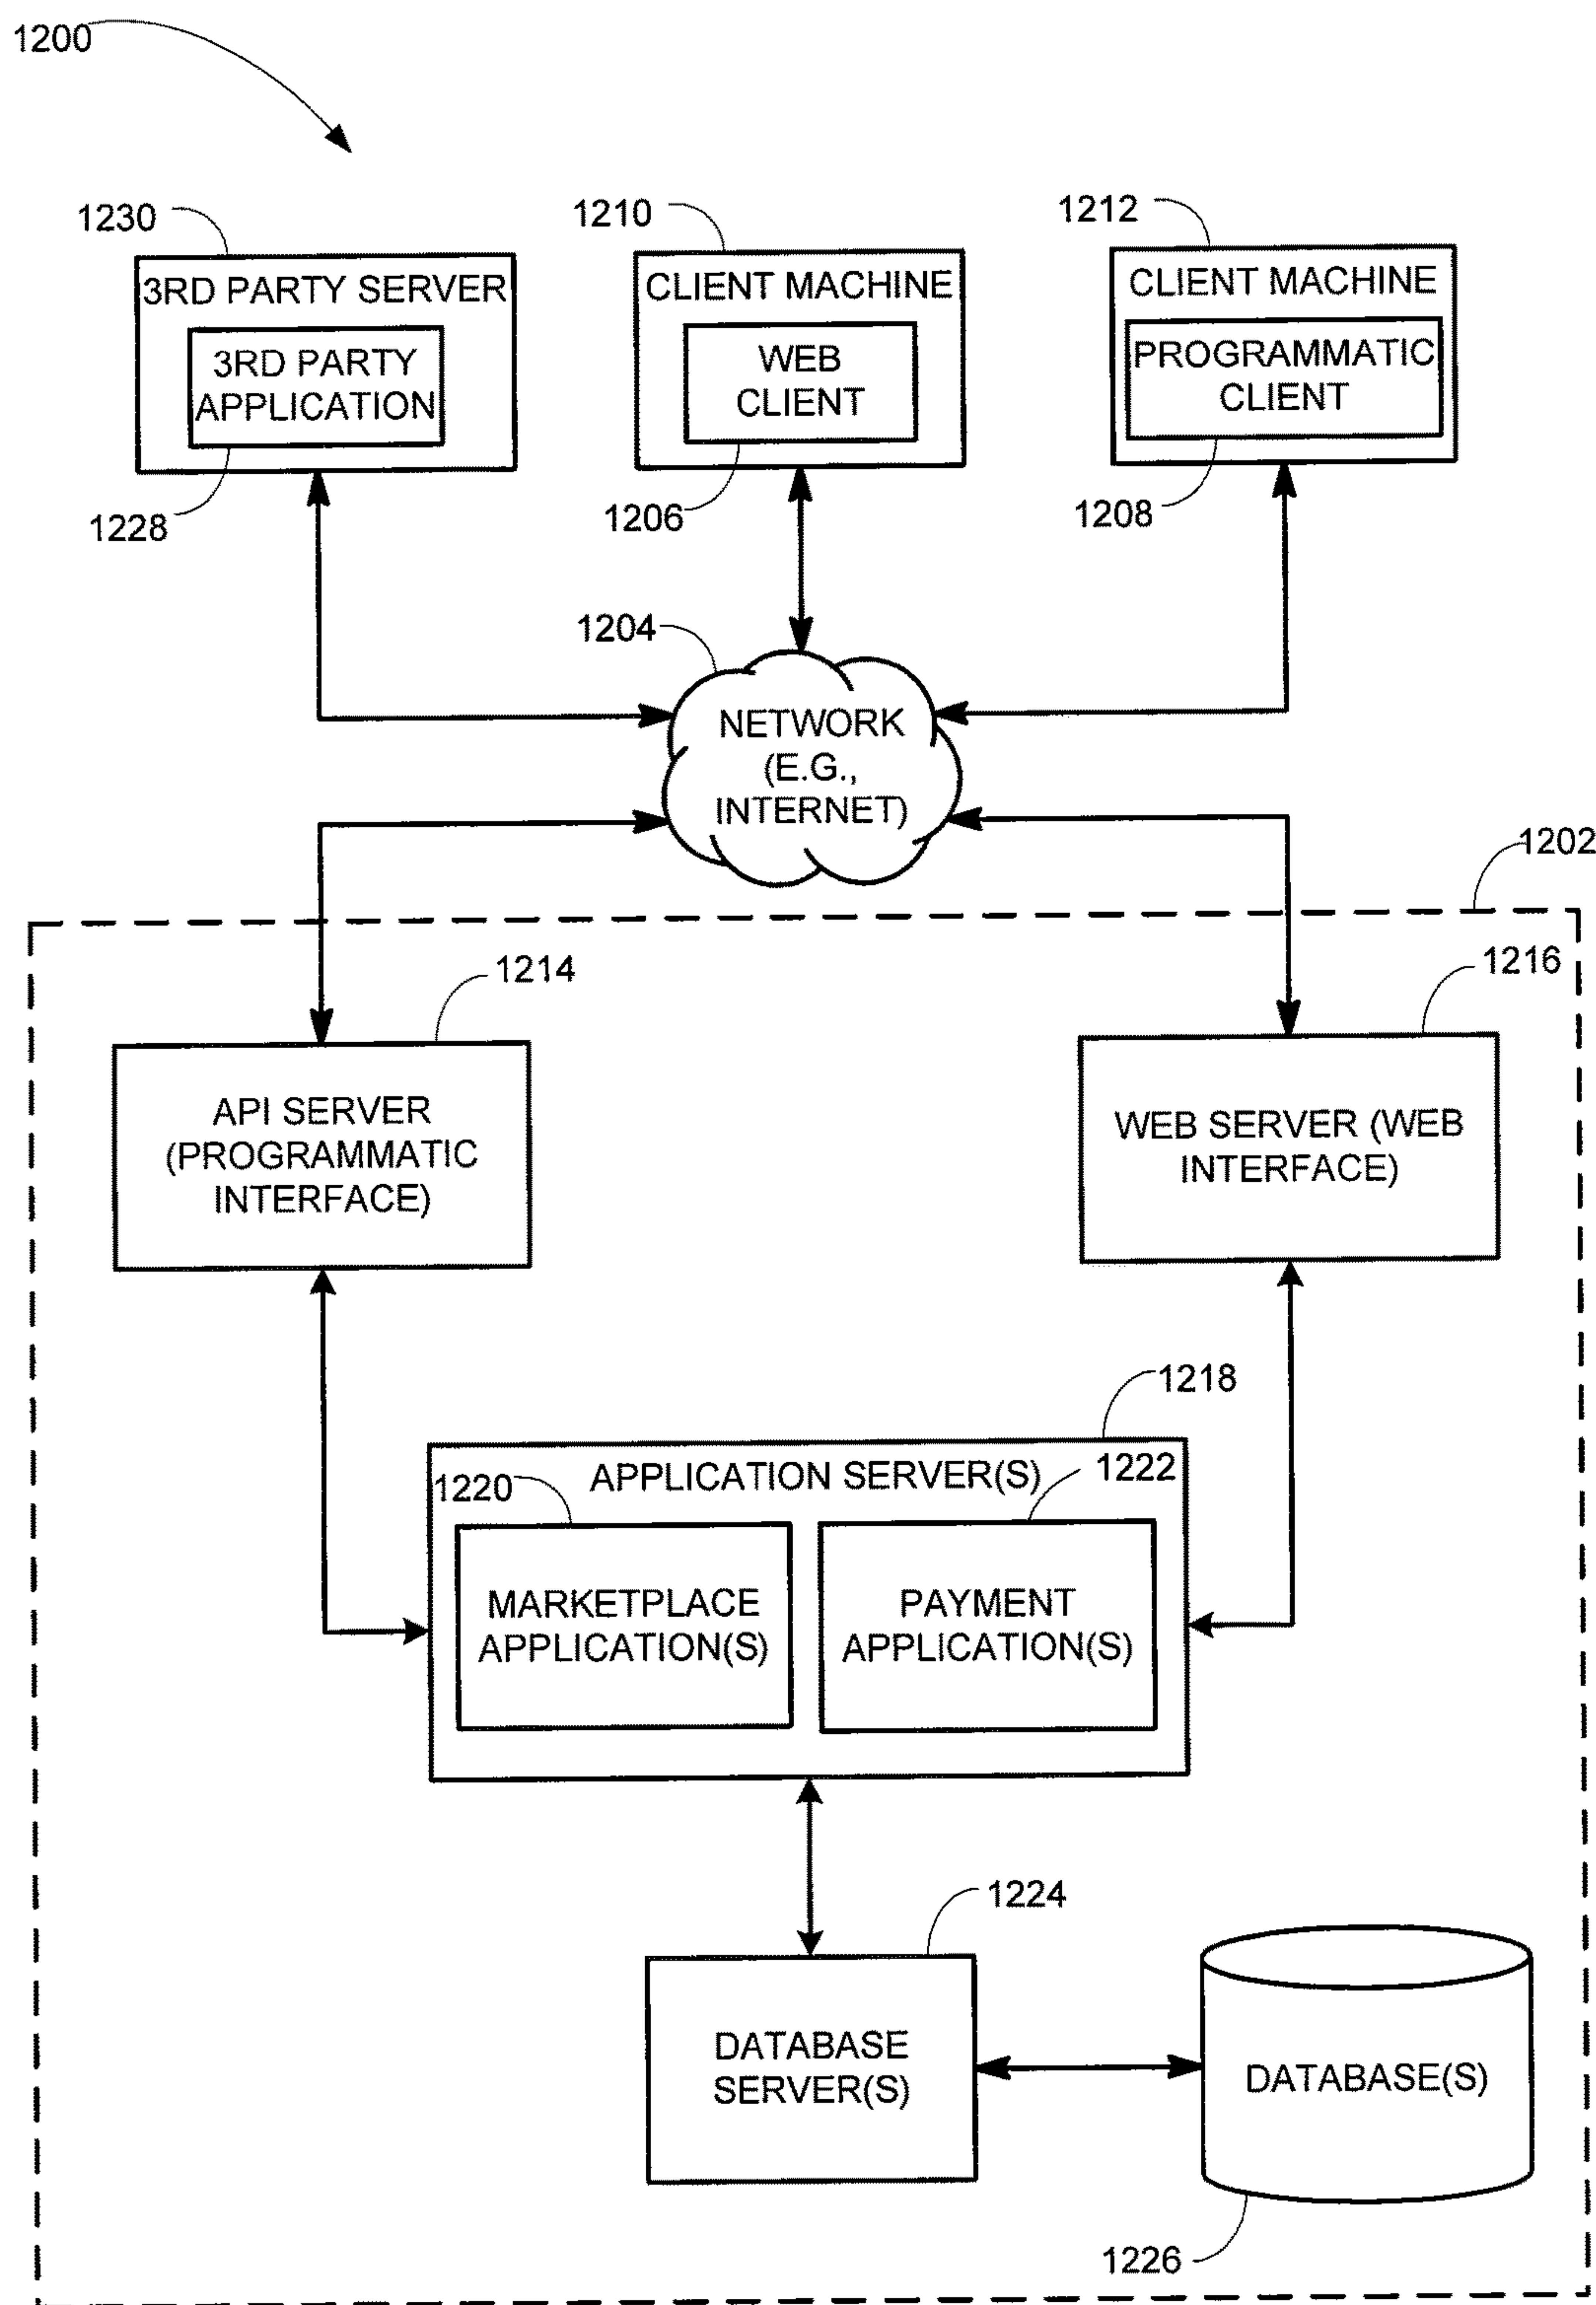 1200
1230
1210
1212
3RD PARTY SERVER
3RD PARTY
APPLICATION
1228
CLIENT MACHINE
WEB
CLIENT
1206
CLIENT MACHINE
PROGRAMMATIC
CLIENT
1208
1204
NETWORK
(E.G.,
INTERNET)
1202
1214
API SERVER
(PROGRAMMATIC
INTERFACE)
1216
WEB SERVER (WEB
INTERFACE)
1218
APPLICATION SERVER(S)
1220
1222
MARKETPLACE
APPLICATION(S)
PAYMENT
APPLICATION(S)
1224
DATABASE
SERVER(S)
DATABASE(S)
1226